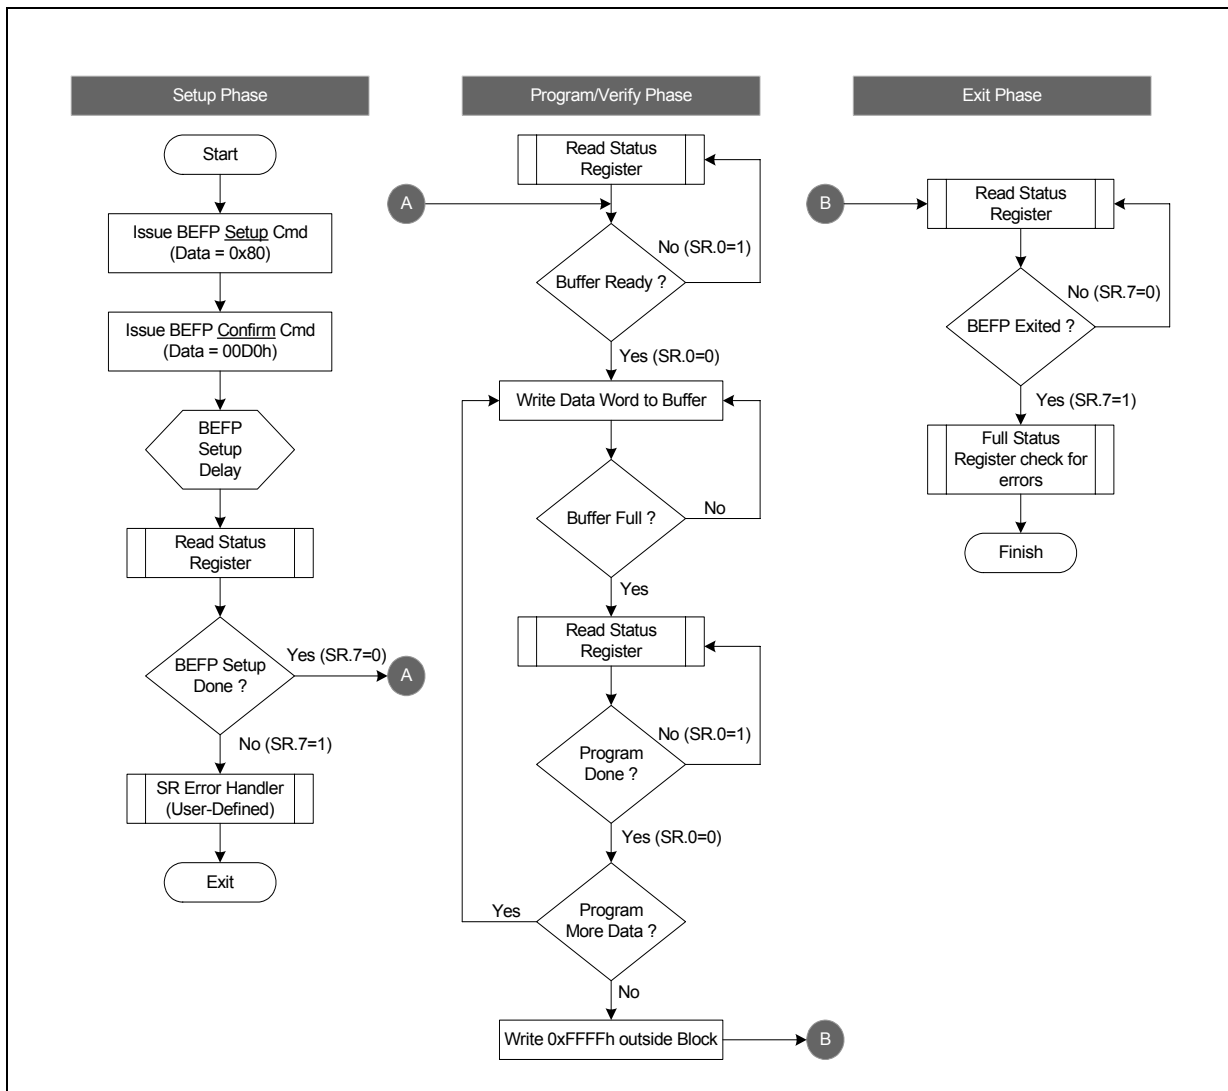 Setup Phase
Start
Issue BEFP Setup Cmd
(Data = 0x80)
Issue BEFP Confirm Cmd
(Data = 00D0h)
BEFP
Setup
Delay
Read Status
Register
BEFP Setup
Done ?
Yes (SR.7=0)
A
No (SR.7=1)
SR Error Handler
(User-Defined)
Exit
Program/Verify Phase
Read Status
Register
A
No (SR.0=1)
Buffer Ready ?
Yes (SR.0=0)
Write Data Word to Buffer
Buffer Full ?
No
Yes
Read Status
Register
No (SR.0=1)
Program
Done ?
Yes (SR.0=0)
Yes
Program
More Data ?
No
Write 0xFFFFh outside Block
B
Exit Phase
B
Read Status
Register
No (SR.7=0)
BEFP Exited ?
Yes (SR.7=1)
Full Status
Register check for
errors
Finish